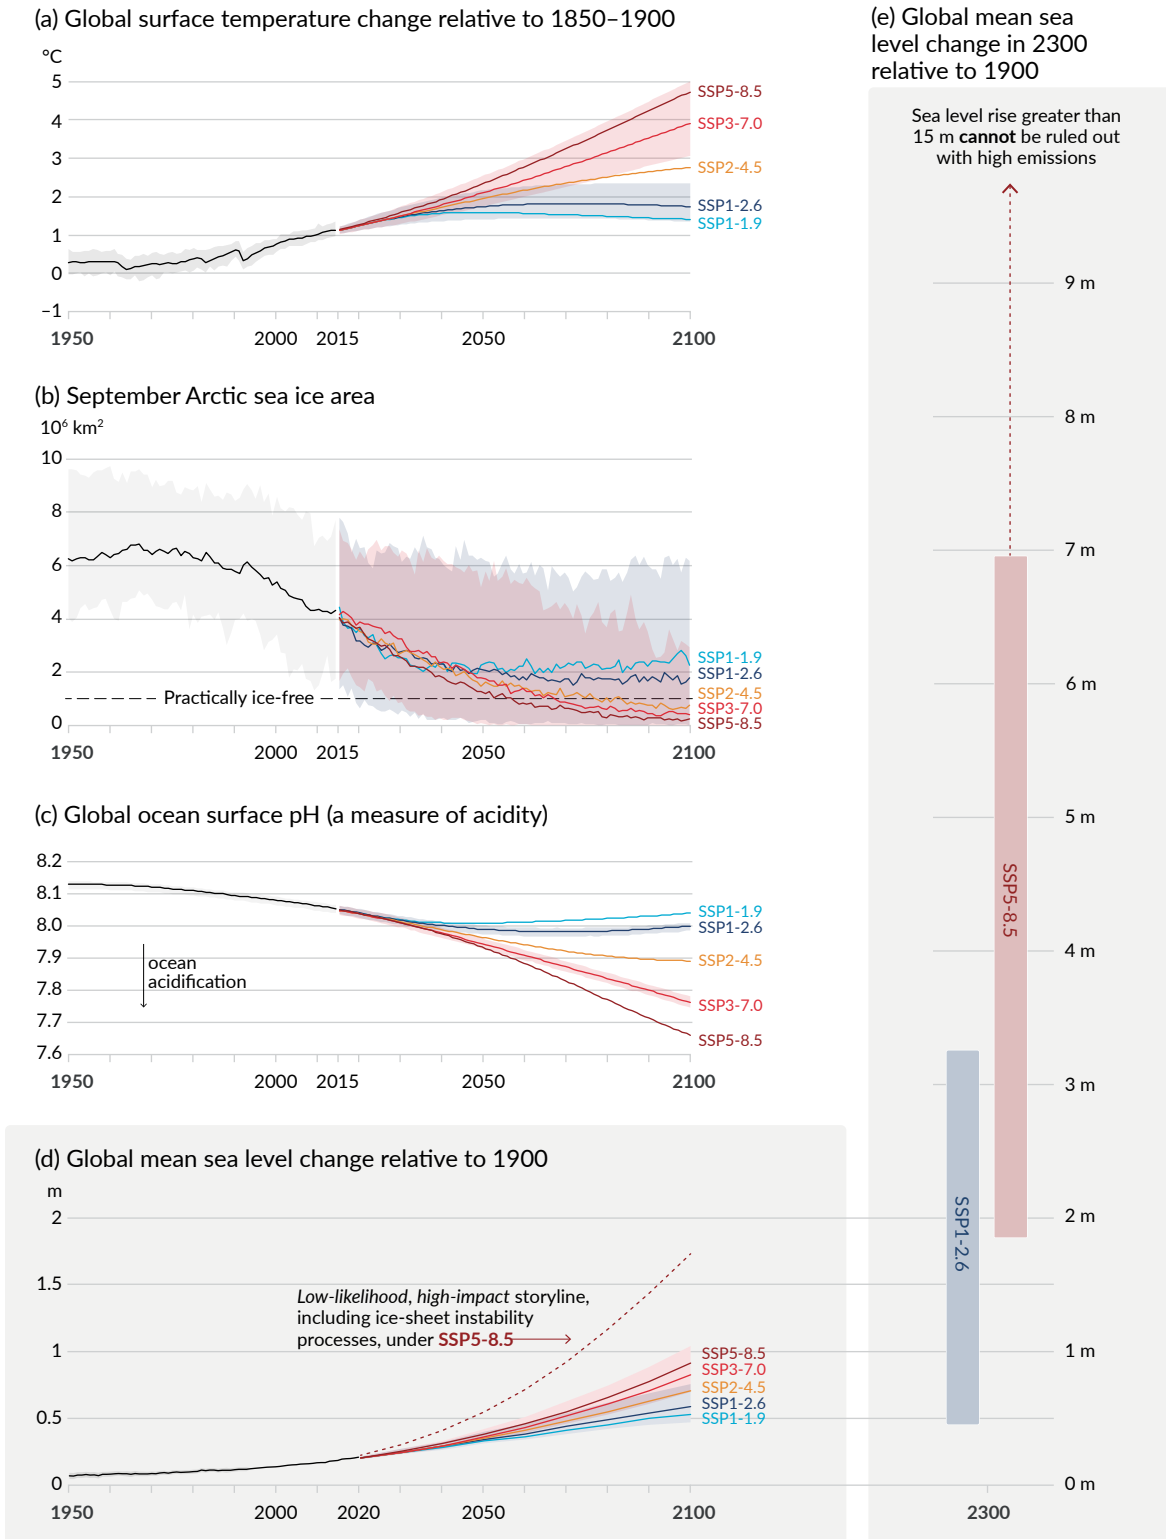 (a) Global surface temperature change relative to 1850–1900
°C
5
4
3
2
1
0
–1
SSP5-8.5
SSP3-7.0
SSP2-4.5
SSP1-2.6
SSP1-1.9
1950 2000 2015 2050 2100
(b) September Arctic sea ice area
10⁶ km²
10
8
6
4
2
0
Practically ice-free
SSP1-1.9
SSP1-2.6
SSP2-4.5
SSP3-7.0
SSP5-8.5
1950 2000 2015 2050 2100
(c) Global ocean surface pH (a measure of acidity)
8.2
8.1
8.0
7.9
7.8
7.7
7.6
ocean
acidification
SSP1-1.9
SSP1-2.6
SSP2-4.5
SSP3-7.0
SSP5-8.5
1950 2000 2015 2050 2100
(d) Global mean sea level change relative to 1900
m
2
1.5
1
0.5
0
Low-likelihood, high-impact storyline,
including ice-sheet instability
processes, under SSP5-8.5
SSP5-8.5
SSP3-7.0
SSP2-4.5
SSP1-2.6
SSP1-1.9
1950 2000 2020 2050 2100
(e) Global mean sea
level change in 2300
relative to 1900
Sea level rise greater than
15 m cannot be ruled out
with high emissions
9 m
8 m
7 m
6 m
5 m
4 m
3 m
2 m
1 m
0 m
SSP5-8.5
SSP1-2.6
2300